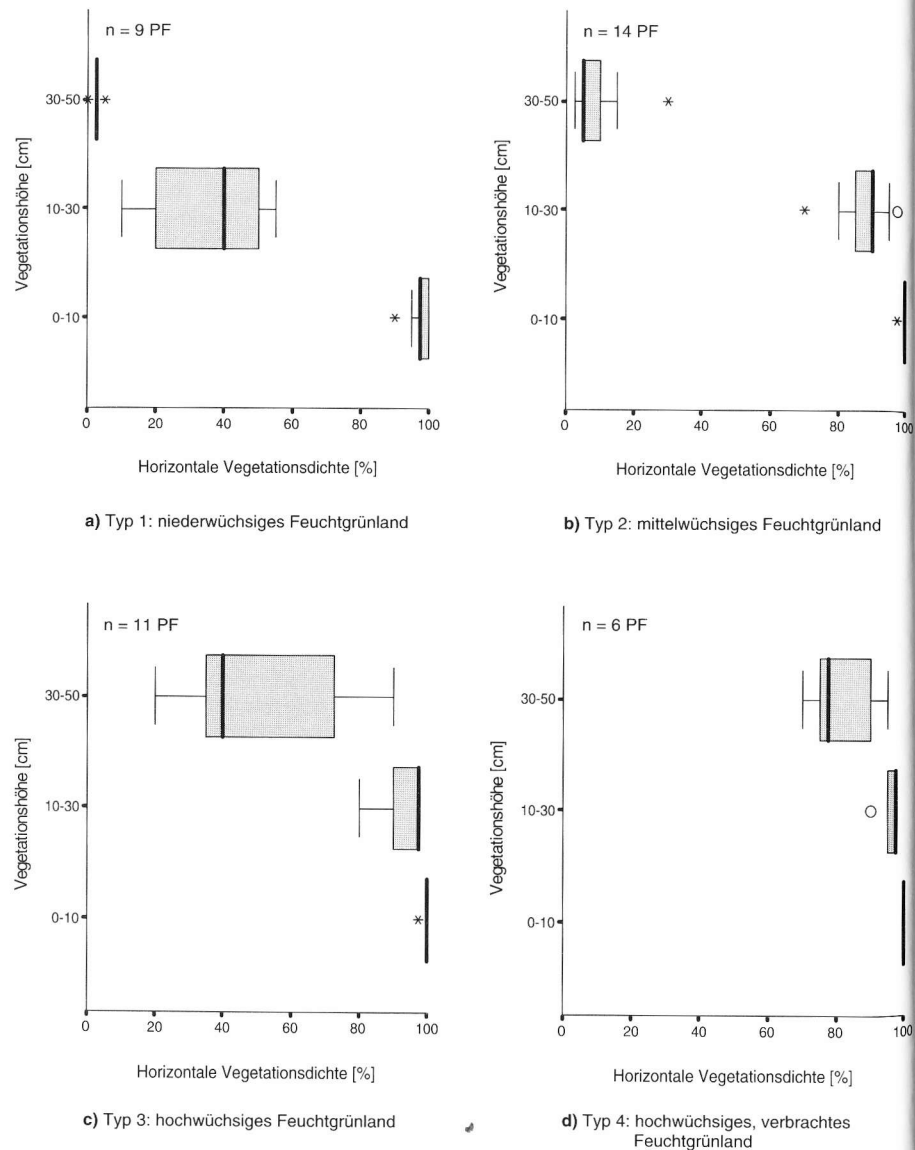 n = 9 PF
Vegetationshöhe [cm]
30-50
10-30
0-10
0 20 40 60 80 100
Horizontale Vegetationsdichte [%]
a) Typ 1: niederwüchsiges Feuchtgrünland
n = 14 PF
Vegetationshöhe [cm]
30-50
10-30
0-10
0 20 40 60 80 100
Horizontale Vegetationsdichte [%]
b) Typ 2: mittelwüchsiges Feuchtgrünland
n = 11 PF
Vegetationshöhe [cm]
30-50
10-30
0-10
0 20 40 60 80 100
Horizontale Vegetationsdichte [%]
c) Typ 3: hochwüchsiges Feuchtgrünland
n = 6 PF
Vegetationshöhe [cm]
30-50
10-30
0-10
0 20 40 60 80 100
Horizontale Vegetationsdichte [%]
d) Typ 4: hochwüchsiges, verbrachtes
Feuchtgrünland